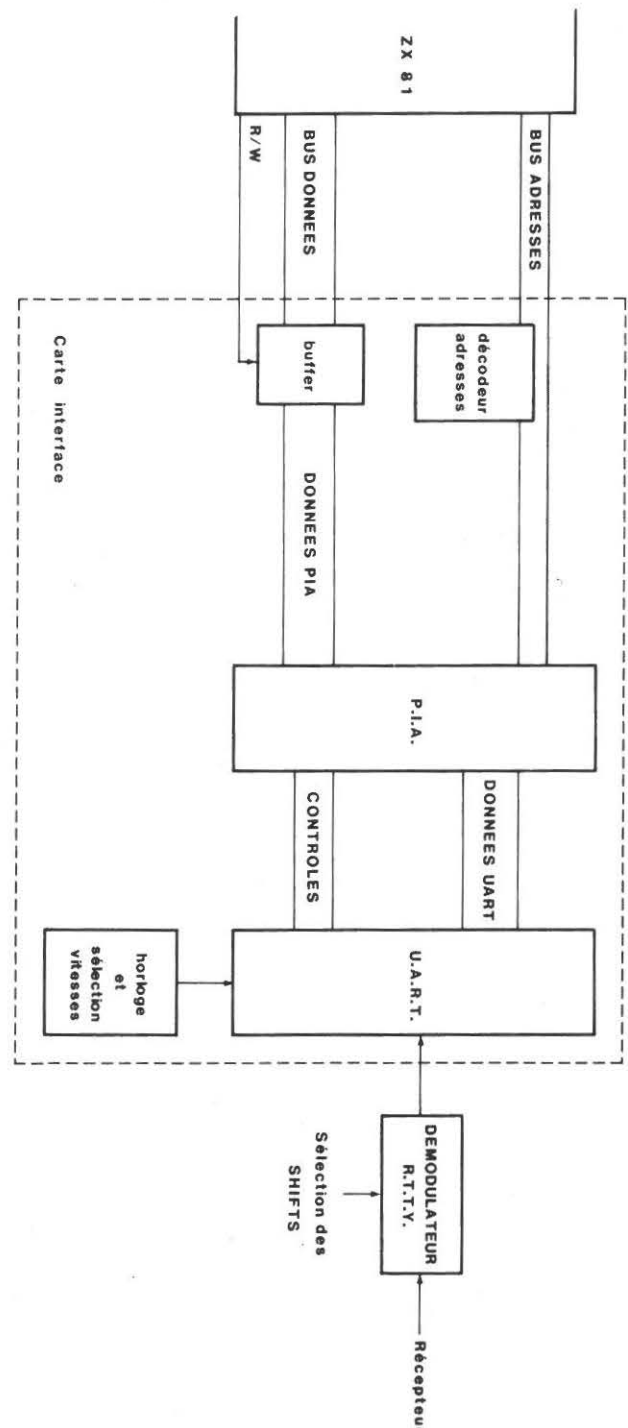 ZX 81
BUS ADRESSES
BUS DONNEES
R/W
décodeur
adresses
buffer
Carte interface
DONNEES PIA
P.I.A.
DONNEES UART
CONTROLES
U.A.R.T.
horloge
et
sélection
vitesses
DEMODULATEUR
R.T.T.Y.
Sélection des
SHIFTS
Récepteu